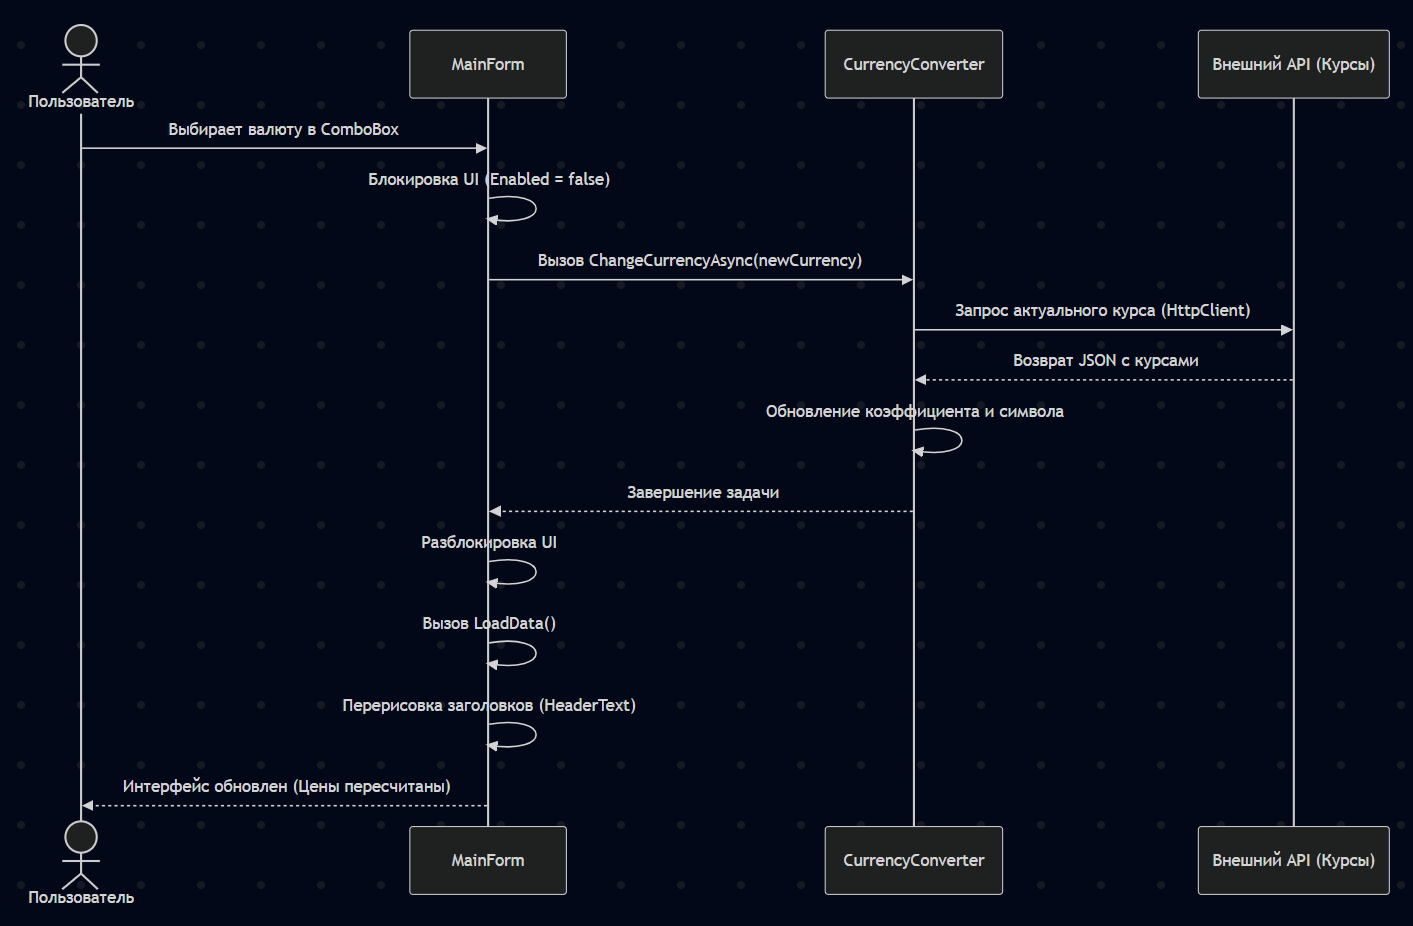 Пользователь
MainForm
CurrencyConverter
Внешний API (Курсы)
Выбирает валюту в ComboBox
Блокировка UI (Enabled = false)
Вызов ChangeCurrencyAsync(newCurrency)
Запрос актуального курса (HttpClient)
Возврат JSON с курсами
Обновление коэффициента и символа
Завершение задачи
Разблокировка UI
Вызов LoadData()
Перерисовка заголовков (HeaderText)
Интерфейс обновлен (Цены пересчитаны)
Пользователь
MainForm
CurrencyConverter
Внешний API (Курсы)